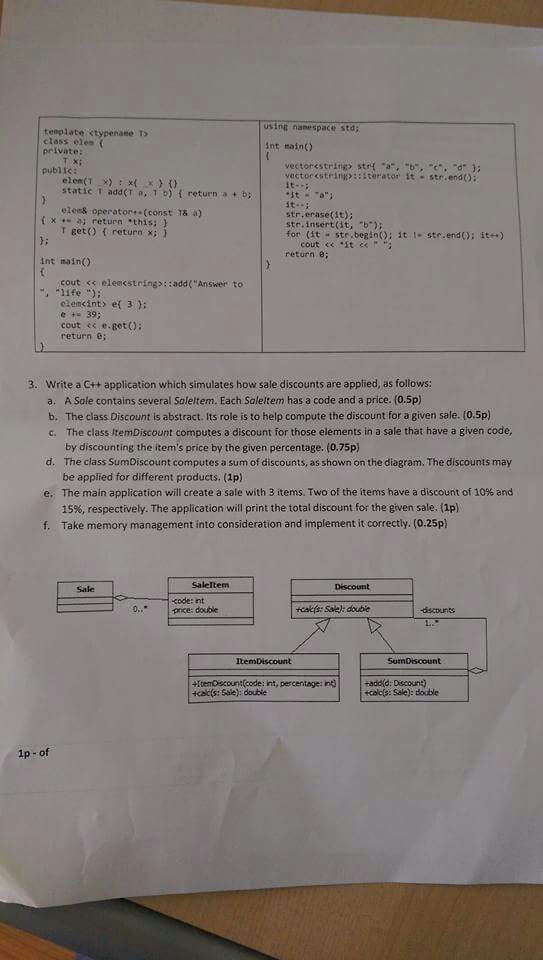 template <typename T>
class elem {
private:
T x;
public:
elem(T _x) : x{ _x } {}
static T add(T a, T b) { return a + b;
}
elem& operator+=(const T& a)
{ x += a; return *this; }
T get() { return x; }
};
int main()
{
cout << elem<string>::add("Answer to
", "life ");
elem<int> e{ 3 };
e += 39;
cout << e.get();
return 0;
}
using namespace std;
int main()
{
vector<string> str{ "a", "b", "c", "d" };
vector<string>::iterator it = str.end();
it--;
*it = "a";
it--;
str.erase(it);
str.insert(it, "b");
for (it = str.begin(); it != str.end(); it++)
cout << *it << " ";
return 0;
}
3. Write a C++ application which simulates how sale discounts are applied, as follows:
a. A Sale contains several SaleItem. Each SaleItem has a code and a price. (0.5p)
b. The class Discount is abstract. Its role is to help compute the discount for a given sale. (0.5p)
c. The class ItemDiscount computes a discount for those elements in a sale that have a given code,
by discounting the item's price by the given percentage. (0.75p)
d. The class SumDiscount computes a sum of discounts, as shown on the diagram. The discounts may
be applied for different products. (1p)
e. The main application will create a sale with 3 items. Two of the items have a discount of 10% and
15%, respectively. The application will print the total discount for the given sale. (1p)
f. Take memory management into consideration and implement it correctly. (0.25p)
Sale
0..*
SaleItem
-code: int
-price: double
Discount
+calc(s: Sale): double
-discounts
1..*
ItemDiscount
+ItemDiscount(code: int, percentage: int)
+calc(s: Sale): double
SumDiscount
+add(d: Discount)
+calc(s: Sale): double
1p - of